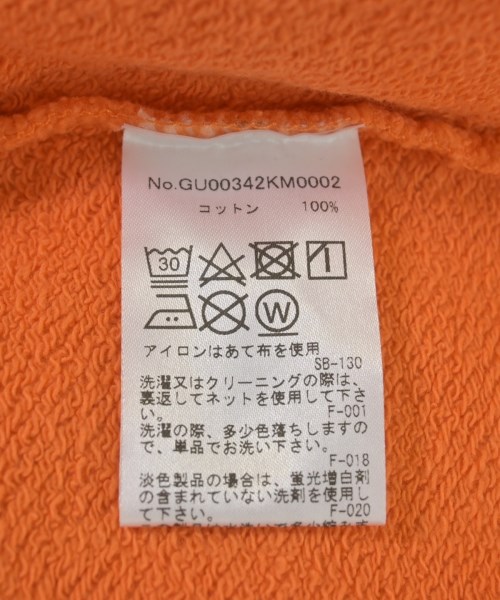 No.GU00342KM0002
コットン 100%
30
W
アイロンはあて布を使用
SB-130
洗濯又はクリーニングの際は、
裏返してネットを使用して下さ
い。 F-001
洗濯の際、多少色落ちしますの
で、単品でお洗い下さい。
F-018
淡色製品の場合は、蛍光増白剤
の含まれていない洗剤を使用し
て下さい。 F-020